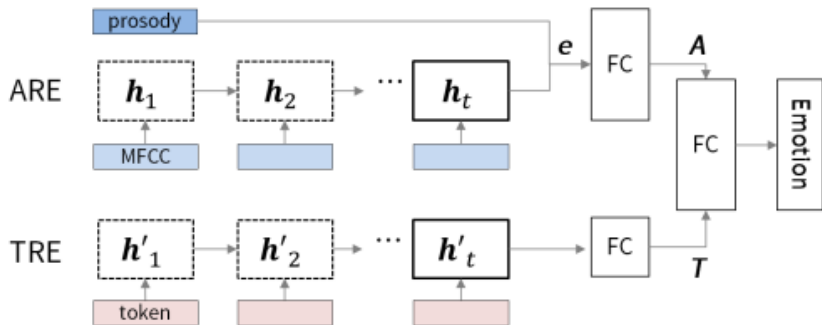 prosody
e
A
ARE
h₁
h₂
...
hₜ
FC
MFCC
FC
Emotion
TRE
h'₁
h'₂
...
h'ₜ
FC
T
token